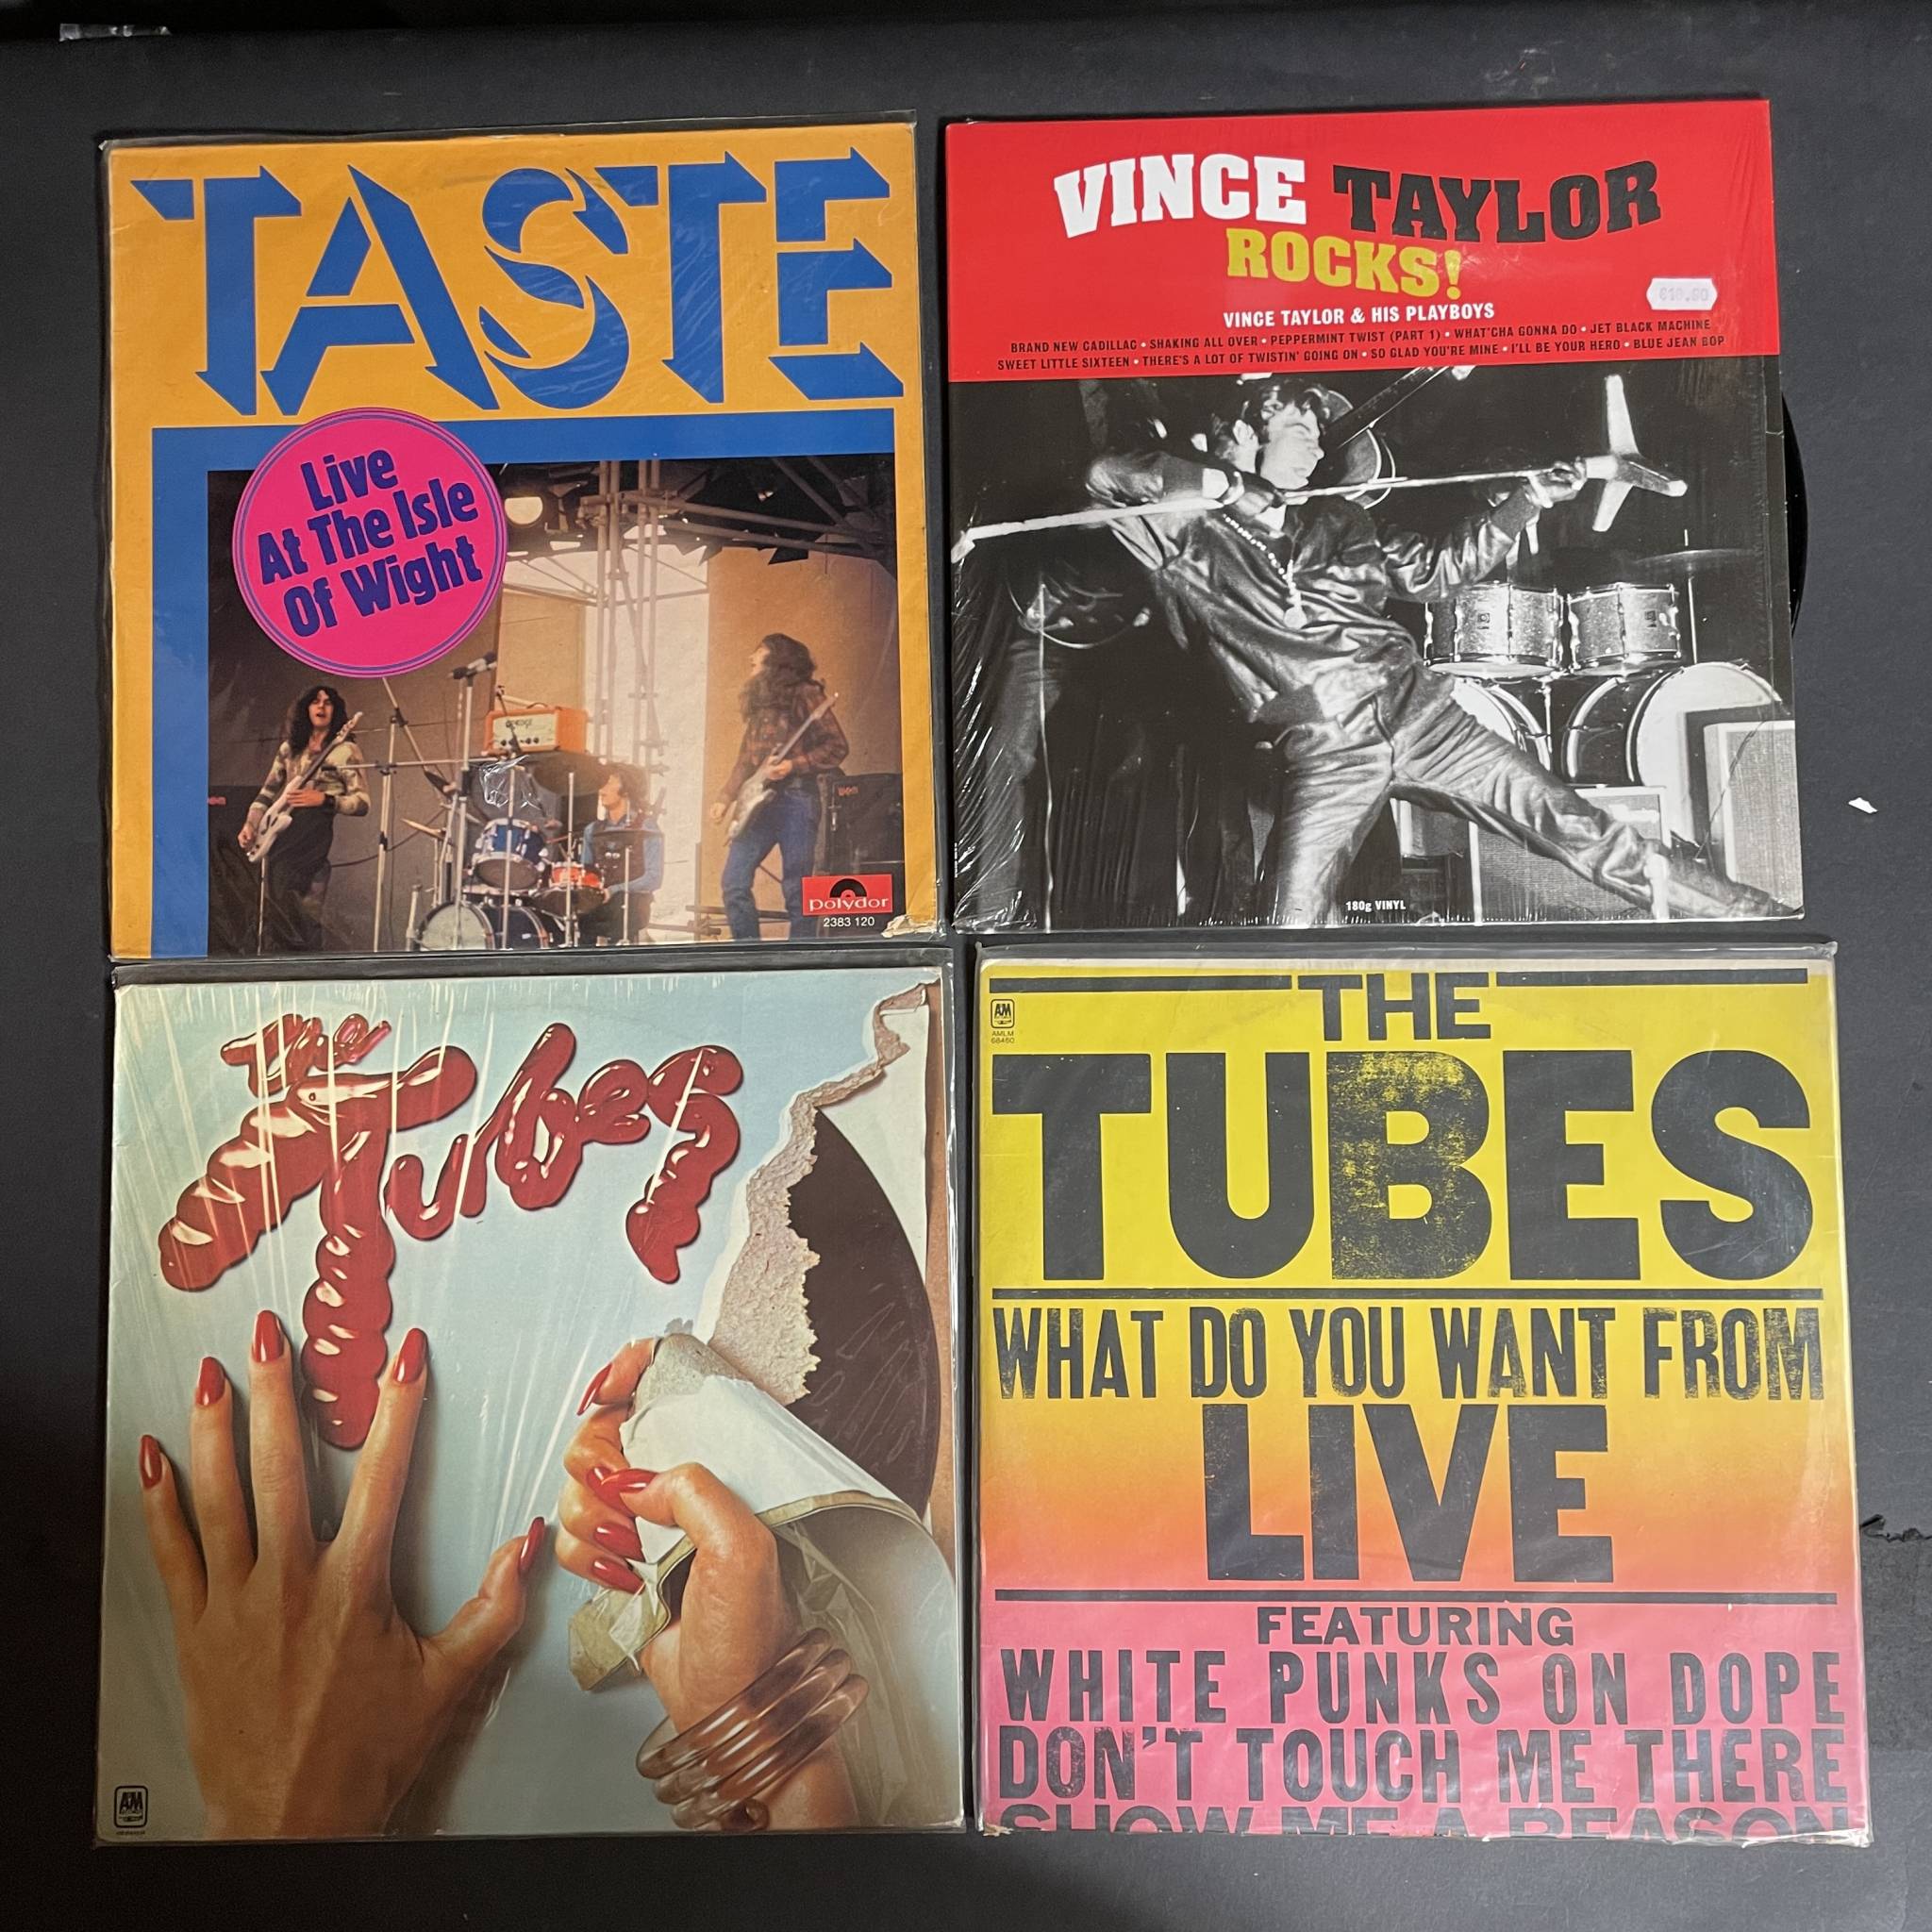 TASTE
Live
At The Isle
Of Wight
polydor
2383 120
VINCE TAYLOR
ROCKS!
VINCE TAYLOR & HIS PLAYBOYS
BRAND NEW CADILLAC • SHAKING ALL OVER • PEPPERMINT TWIST (PART 1) • WHAT'CHA GONNA DO • JET BLACK MACHINE
SWEET LITTLE SIXTEEN • THERE'S A LOT OF TWISTIN' GOING ON • SO GLAD YOU'RE MINE • I'LL BE YOUR HERO • BLUE JEAN BOP
180g VINYL
The
Tubes
A&M
A&M
AMLM
68460
THE
TUBES
WHAT DO YOU WANT FROM
LIVE
FEATURING
WHITE PUNKS ON DOPE
DON'T TOUCH ME THERE
SHOW ME A REASON